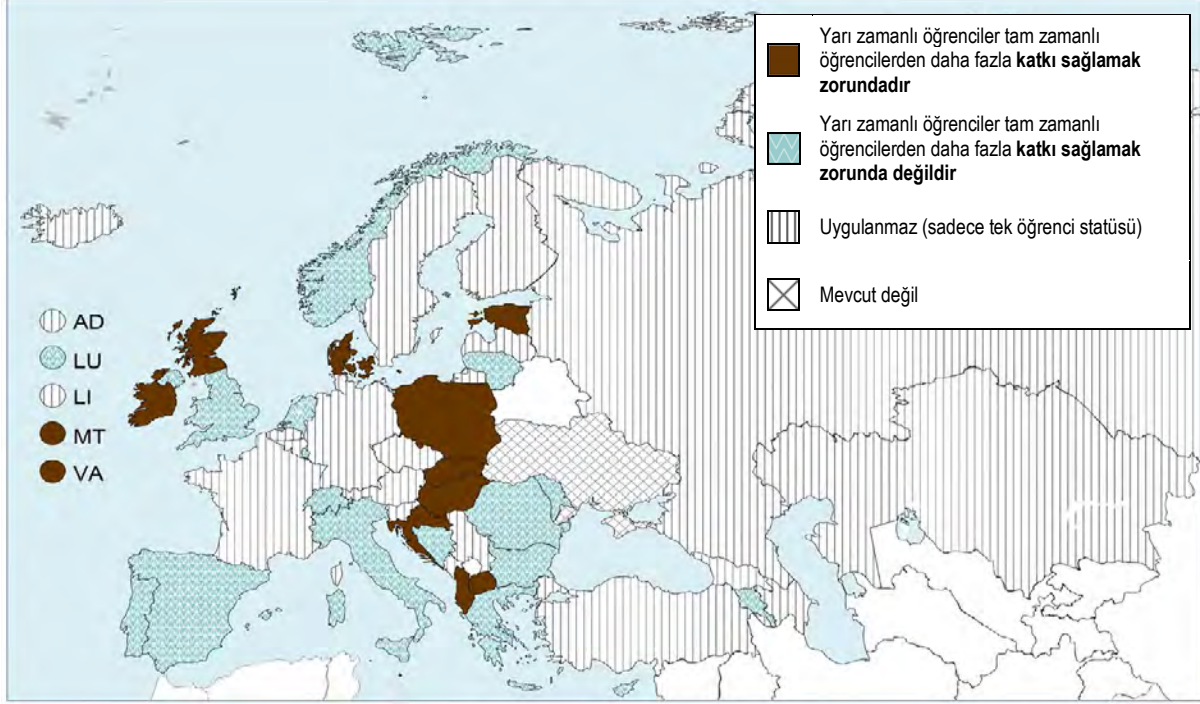 Yarı zamanlı öğrenciler tam zamanlı
öğrencilerden daha fazla katkı sağlamak
zorundadır
Yarı zamanlı öğrenciler tam zamanlı
öğrencilerden daha fazla katkı sağlamak
zorunda değildir
Uygulanmaz (sadece tek öğrenci statüsü)
Mevcut değil
AD
LU
LI
MT
VA